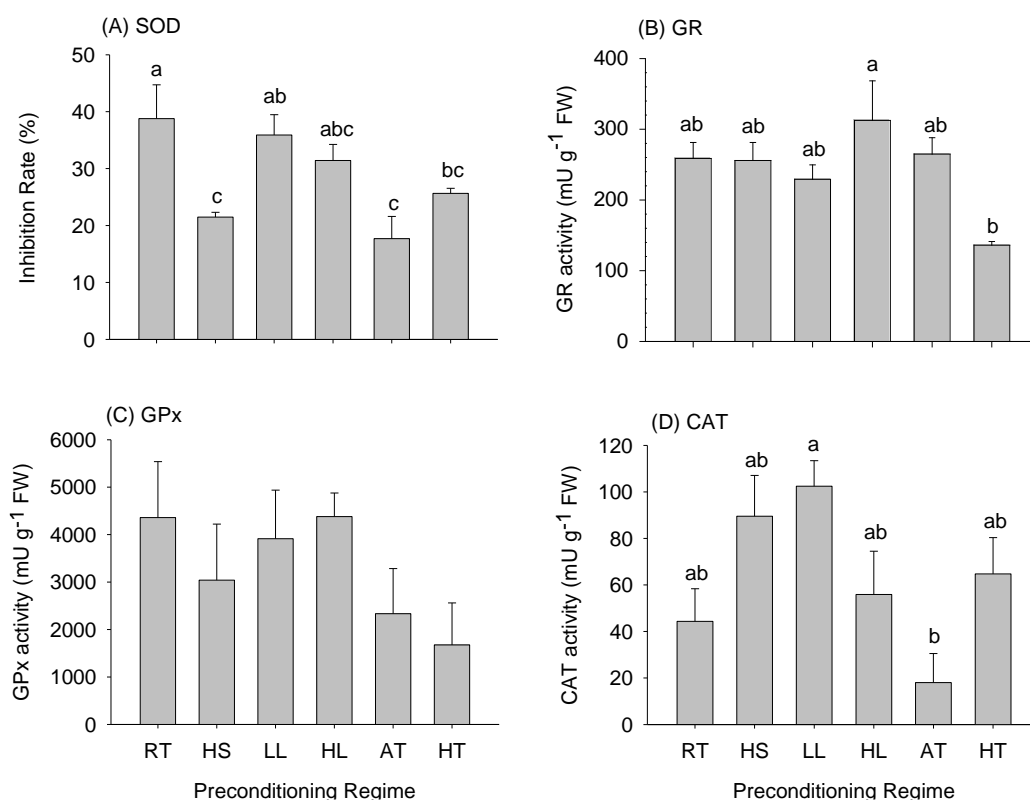 (A) SOD
Inhibition Rate (%)
50
40
30
20
10
0
a
c
ab
abc
c
bc
(B) GR
GR activity (mU g-1 FW)
400
300
200
100
0
ab
ab
ab
a
ab
b
(C) GPx
GPx activity (mU g-1 FW)
6000
5000
4000
3000
2000
1000
0
RT HS LL HL AT HT
Preconditioning Regime
(D) CAT
CAT activity (mU g-1 FW)
120
100
80
60
40
20
0
ab
ab
a
ab
b
ab
RT HS LL HL AT HT
Preconditioning Regime